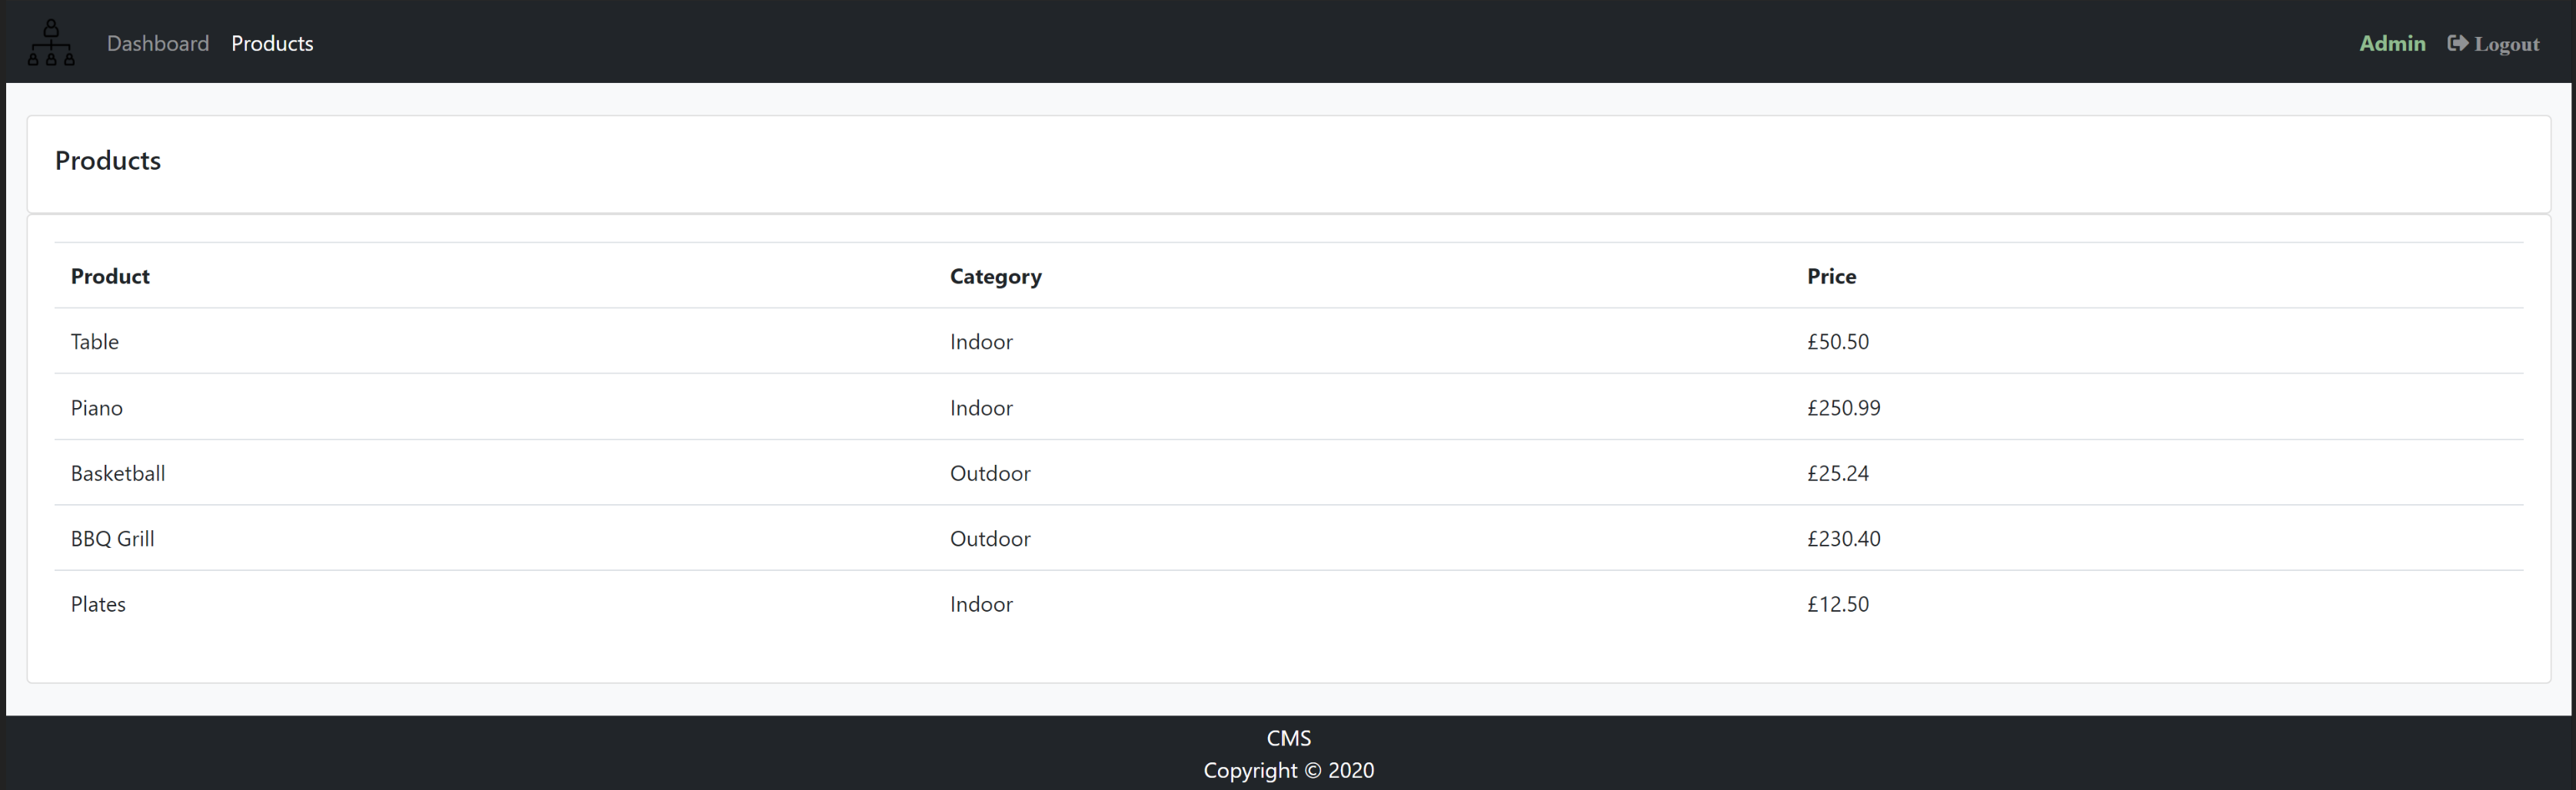 Dashboard Products Admin Logout
Products
Product Category Price
Table Indoor £50.50
Piano Indoor £250.99
Basketball Outdoor £25.24
BBQ Grill Outdoor £230.40
Plates Indoor £12.50
CMS
Copyright © 2020